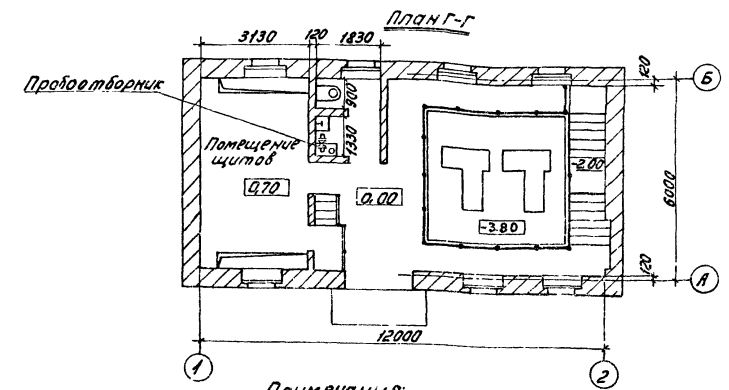 План Г-Г
3130
120
1830
120
Б
Пробоотборник
900
1330
Помещение
щитов
-2.00
6000
0,70
0,00
-3.80
120
А
12000
1
2
Примечания: